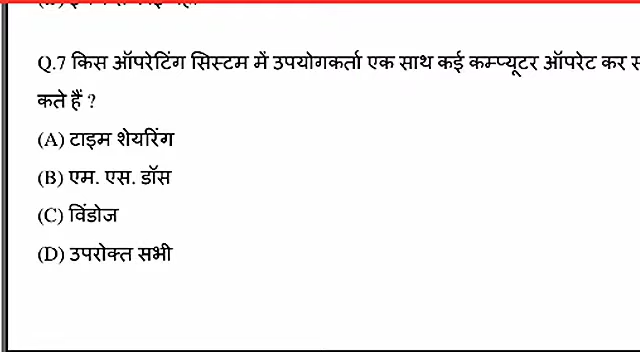 Q.7 किस ऑपरेटिंग सिस्टम में उपयोगकर्ता एक साथ कई कम्प्यूटर ऑपरेट कर स
कते हैं ?
(A) टाइम शेयरिंग
(B) एम. एस. डॉस
(C) विंडोज
(D) उपरोक्त सभी